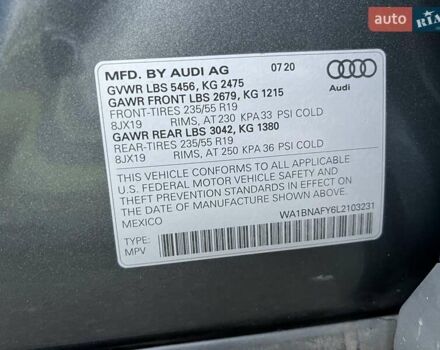 AUTO
RIA
MFD. BY AUDI AG 07 20
GVWR LBS 5456, KG 2475
GAWR FRONT LBS 2679, KG 1215
FRONT-TIRES 235/55 R19
8JX19 RIMS, AT 230 KPA 33 PSI COLD
GAWR REAR LBS 3042, KG 1380
REAR-TIRES 235/55 R19
8JX19 RIMS, AT 250 KPA 36 PSI COLD
Audi
THIS VEHICLE CONFORMS TO ALL APPLICABLE
U.S. FEDERAL MOTOR VEHICLE SAFETY STANDARDS IN EFFECT ON
THE DATE OF MANUFACTURE SHOWN ABOVE.
MEXICO
WA1BNAFY6L2103231
TYPE:
MPV